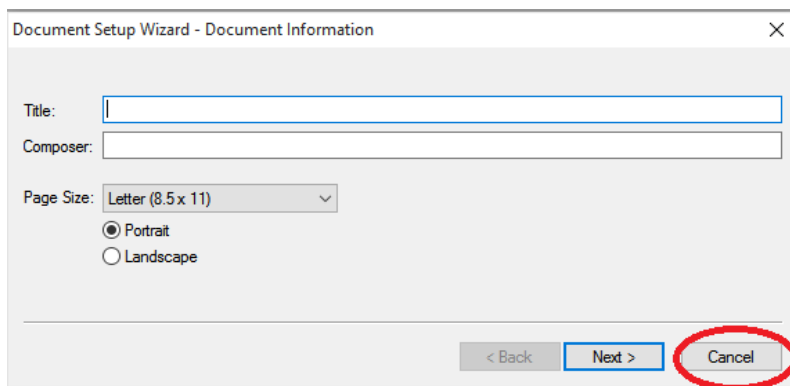 Document Setup Wizard - Document Information
Title:
Composer:
Page Size: Letter (8.5 x 11)
Portrait
Landscape
< Back Next > Cancel